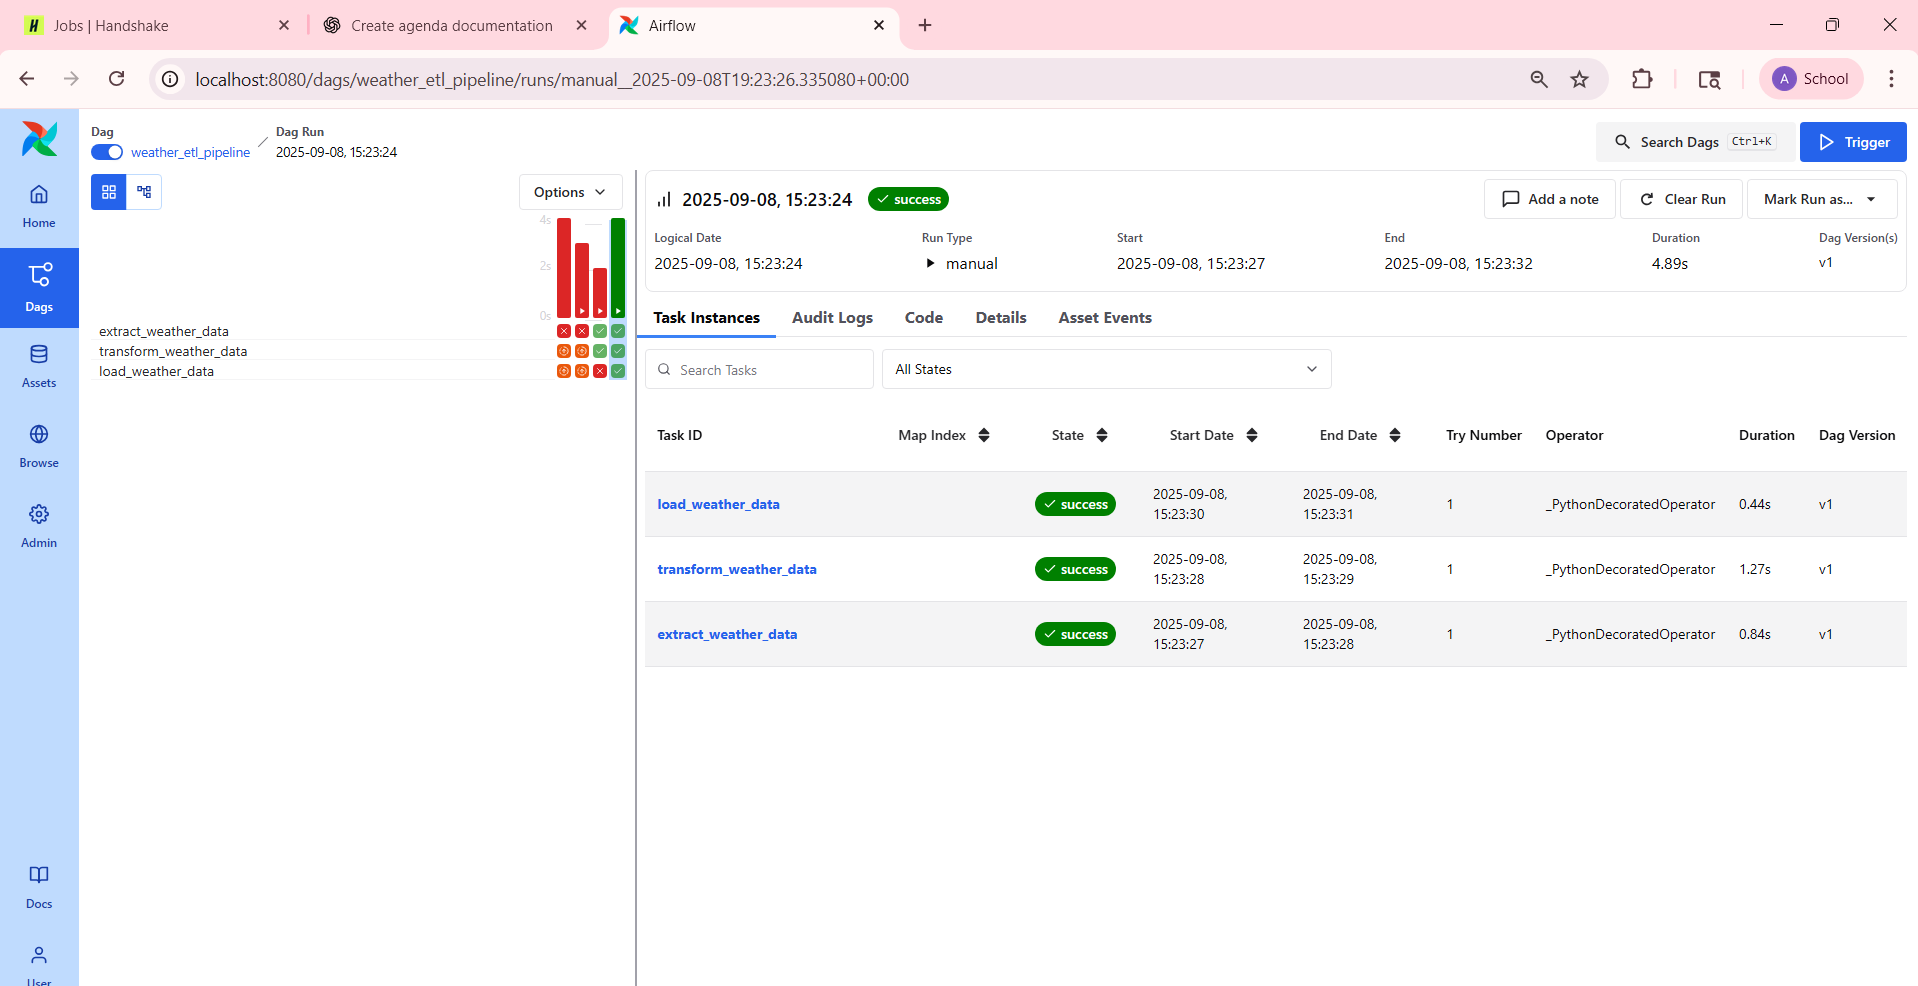 Jobs | Handshake
Create agenda documentation
Airflow
localhost:8080/dags/weather_etl_pipeline/runs/manual__2025-09-08T19:23:26.335080+00:00
A School
Dag
weather_etl_pipeline
Dag Run
2025-09-08, 15:23:24
Search Dags Ctrl+K
Trigger
Home
Dags
Assets
Browse
Admin
Docs
User
Options
4s
2s
0s
extract_weather_data
transform_weather_data
load_weather_data
2025-09-08, 15:23:24 success
Add a note
Clear Run
Mark Run as...
Logical Date Run Type Start End Duration Dag Version(s)
2025-09-08, 15:23:24 manual 2025-09-08, 15:23:27 2025-09-08, 15:23:32 4.89s v1
Task Instances Audit Logs Code Details Asset Events
Search Tasks
All States
Task ID Map Index State Start Date End Date Try Number Operator Duration Dag Version
load_weather_data success 2025-09-08, 15:23:30 2025-09-08, 15:23:31 1 _PythonDecoratedOperator 0.44s v1
transform_weather_data success 2025-09-08, 15:23:28 2025-09-08, 15:23:29 1 _PythonDecoratedOperator 1.27s v1
extract_weather_data success 2025-09-08, 15:23:27 2025-09-08, 15:23:28 1 _PythonDecoratedOperator 0.84s v1